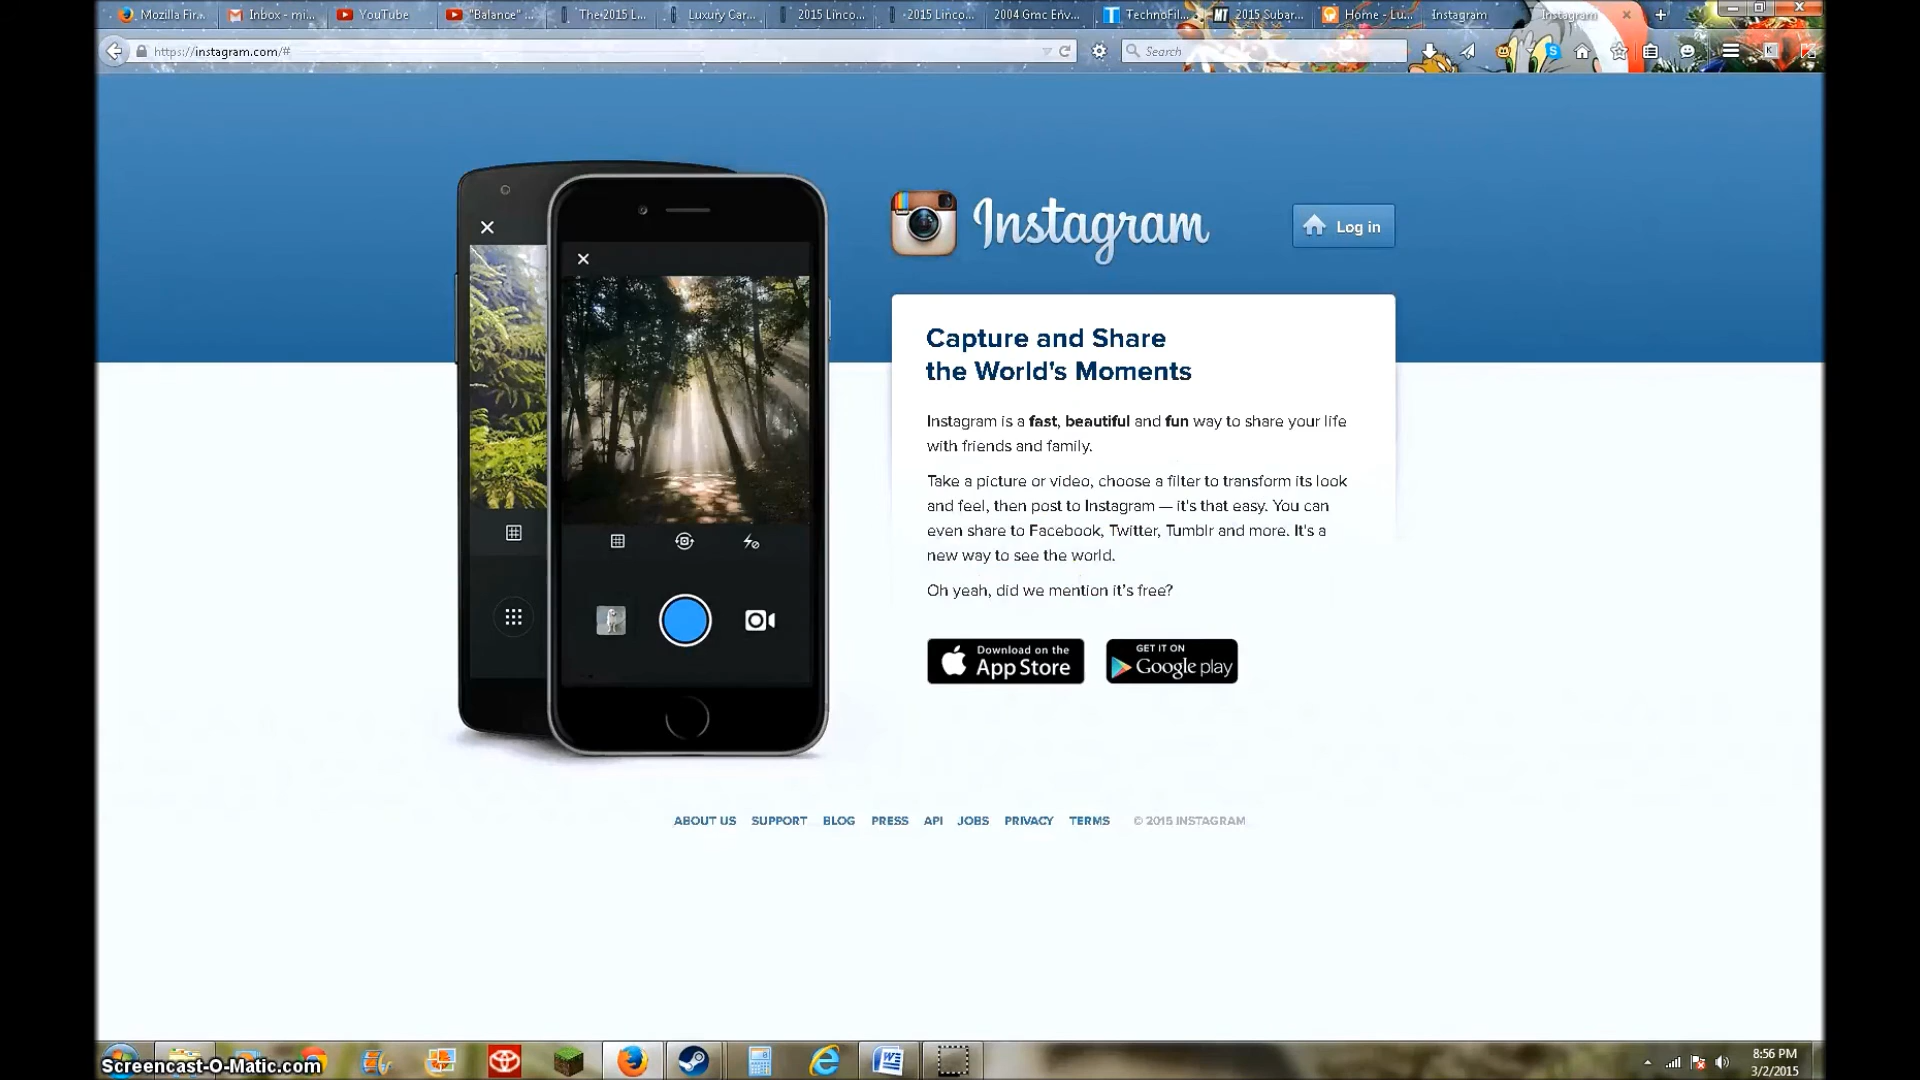 Mozilla Fir...
Inbox - mi...
YouTube
"Balance" ...
The 2015 L...
Luxury Car...
2015 Linco...
2015 Linco...
2004 Gmc Env...
TechnoFil...
MT 2015 Subar...
Home - Lu...
Instagram
Instagram
https://instagram.com/#
Search
Instagram
Log in
Capture and Share
the World's Moments
Instagram is a fast, beautiful and fun way to share your life
with friends and family.
Take a picture or video, choose a filter to transform its look
and feel, then post to Instagram — it's that easy. You can
even share to Facebook, Twitter, Tumblr and more. It's a
new way to see the world.
Oh yeah, did we mention it's free?
Download on the
App Store
GET IT ON
Google play
ABOUT US SUPPORT BLOG PRESS API JOBS PRIVACY TERMS © 2015 INSTAGRAM
Screencast-O-Matic.com
8:56 PM
3/2/2015